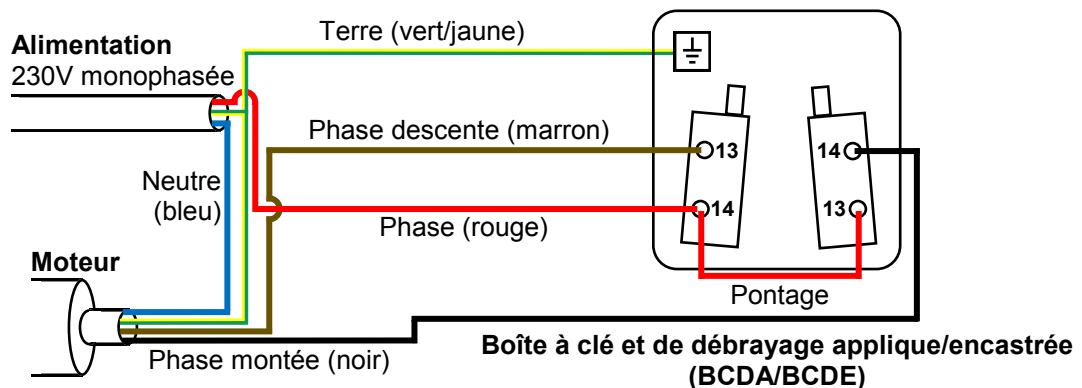 Terre (vert/jaune)
Alimentation
230V monophasée
Phase descente (marron)
13
14
Neutre
(bleu)
14
13
Phase (rouge)
Moteur
Pontage
Phase montée (noir)
Boîte à clé et de débrayage applique/encastrée
(BCDA/BCDE)